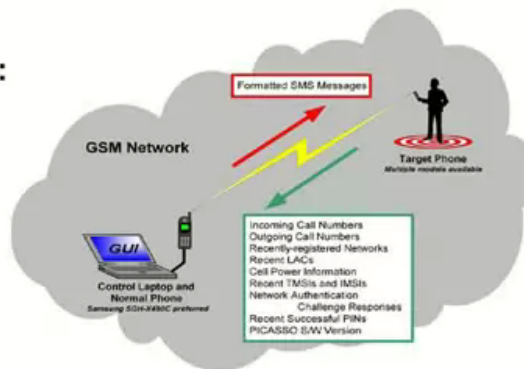 :
Formatted SMS Messages
GSM Network
Target Phone
Multiple models available
GUI
Control Laptop and
Normal Phone
Samsung SGH-X480C preferred
Incoming Call Numbers
Outgoing Call Numbers
Recently-registered Networks
Recent LACs
Cell Power Information
Recent TMSIs and IMSIs
Network Authentication
Challenge Responses
Recent Successful PINs
PICASSO S/W Version